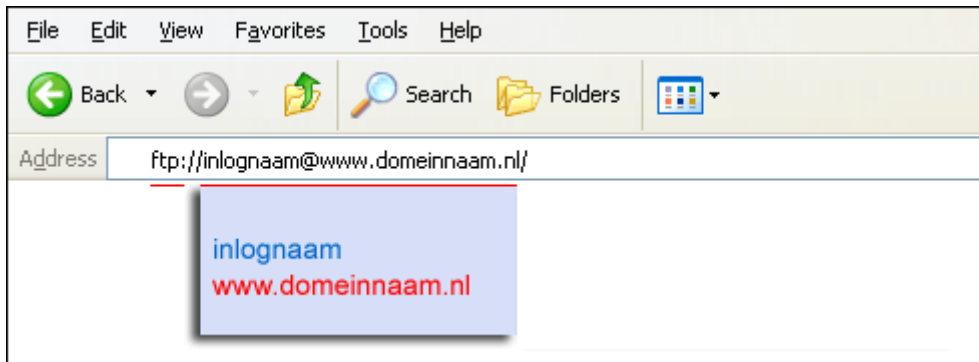 File Edit View Favorites Tools Help
Back Search Folders
Address ftp://inlognaam@www.domeinnaam.nl/
inlognaam
www.domeinnaam.nl